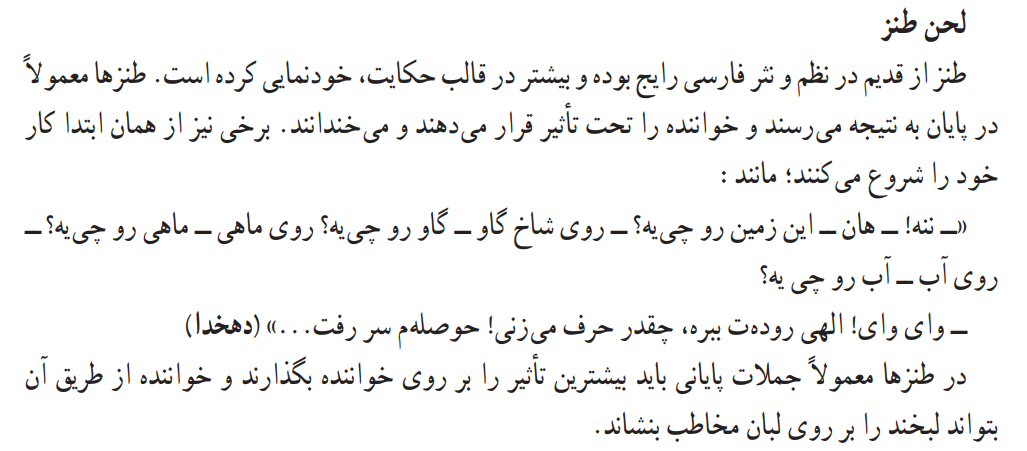 لحن طنز
طنز از قدیم در نظم و نثر فارسی رایج بوده و بیشتر در قالب حکایت، خودنمایی کرده است. طنزها معمولاً
در پایان به نتیجه می‌رسند و خواننده را تحت تأثیر قرار می‌دهند و می‌خندانند. برخی نیز از همان ابتدا کار
خود را شروع می‌کنند؛ مانند :
«ــ ننه! ــ هان ــ این زمین رو چی‌یه؟ ــ روی شاخ گاو ــ گاو رو چی‌یه؟ روی ماهی ــ ماهی رو چی‌یه؟ ــ
روی آب ــ آب رو چی یه؟
ــ وای وای! الهی روده‌ت ببره، چقدر حرف می‌زنی! حوصله‌م سر رفت...» (دهخدا)
در طنزها معمولاً جملات پایانی باید بیشترین تأثیر را بر روی خواننده بگذارند و خواننده از طریق آن
بتواند لبخند را بر روی لبان مخاطب بنشاند.